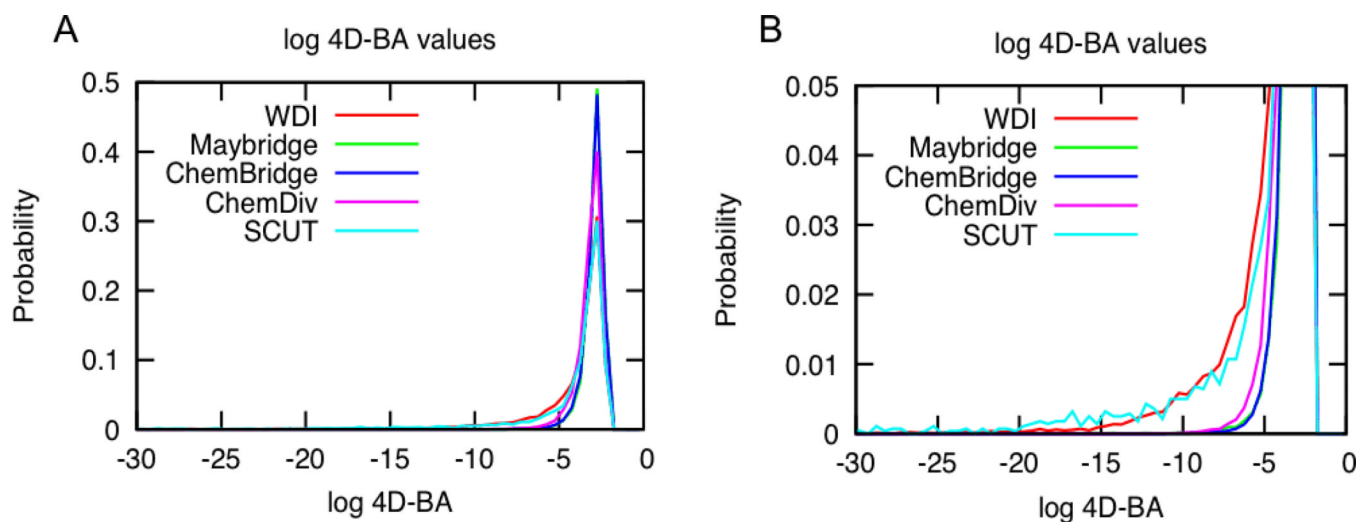 A
log 4D-BA values
0.5
0.4
0.3
0.2
0.1
0
Probability
WDI
Maybridge
ChemBridge
ChemDiv
SCUT
-30 -25 -20 -15 -10 -5 0
log 4D-BA
B
log 4D-BA values
0.05
0.04
0.03
0.02
0.01
0
Probability
WDI
Maybridge
ChemBridge
ChemDiv
SCUT
-30 -25 -20 -15 -10 -5 0
log 4D-BA